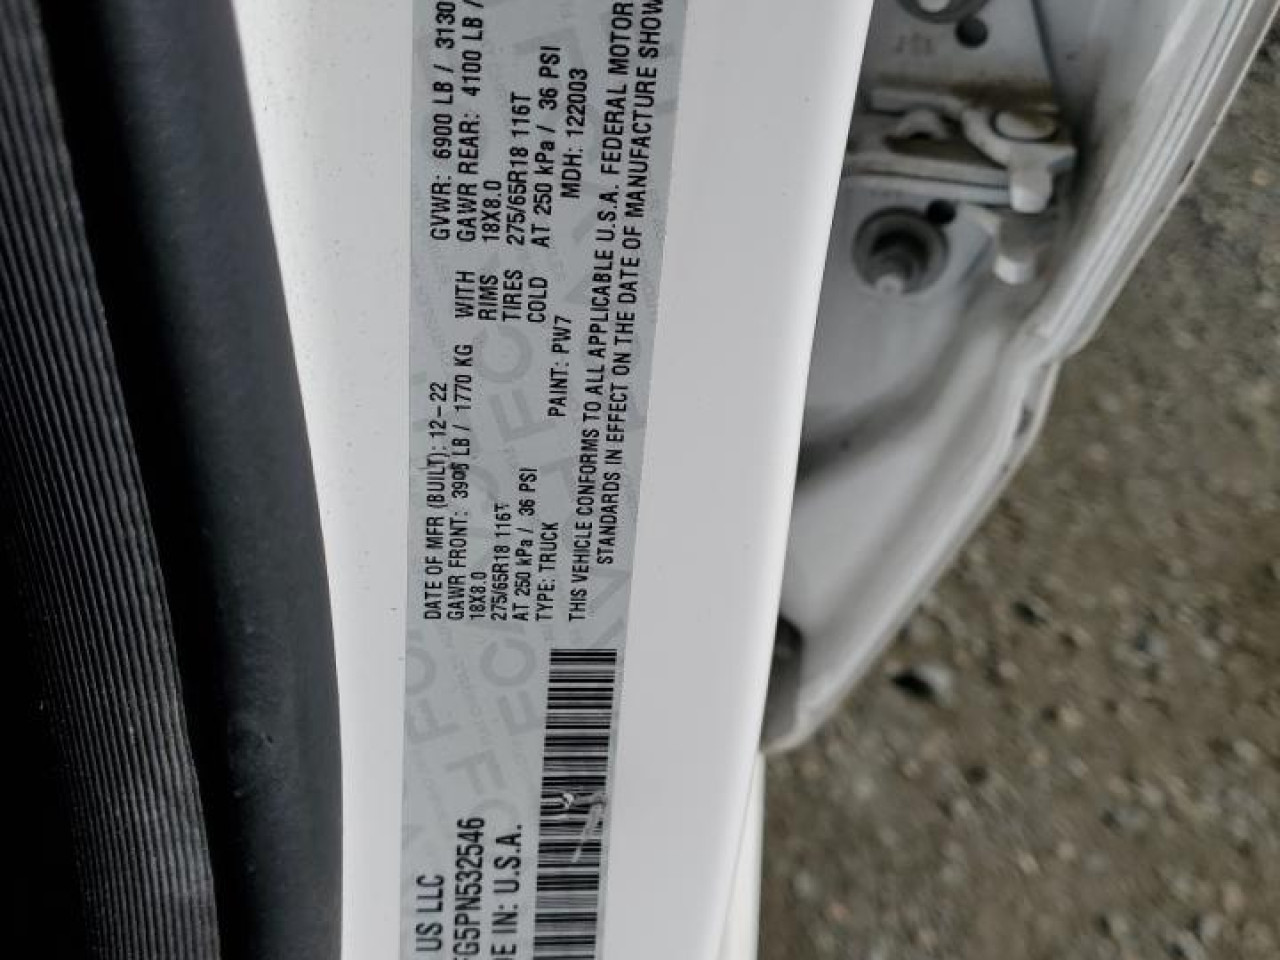 US LLC
DATE OF MFR (BUILT): 12-22
GVWR: 6900 LB / 3130
GAWR FRONT: 3900 LB / 1770 KG WITH GAWR REAR: 4100 LB /
18X8.0 RIMS 18X8.0
275/65R18 116T TIRES 275/65R18 116T
AT 250 kPa / 36 PSI COLD AT 250 kPa / 36 PSI
TYPE: TRUCK PAINT: PW7 MDH: 122003
THIS VEHICLE CONFORMS TO ALL APPLICABLE U.S.A. FEDERAL MOTOR
STANDARDS IN EFFECT ON THE DATE OF MANUFACTURE SHOW
G5PN532546
E IN: U.S.A.